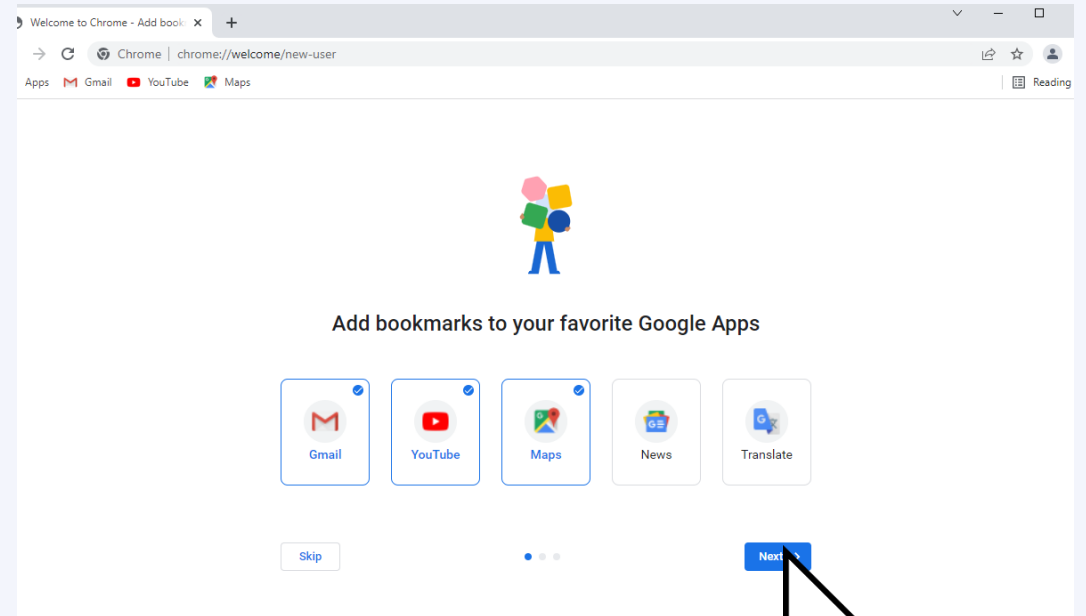 Welcome to Chrome - Add book
Chrome | chrome://welcome/new-user
Apps Gmail YouTube Maps
Reading
Add bookmarks to your favorite Google Apps
Gmail YouTube Maps News Translate
Skip
Next